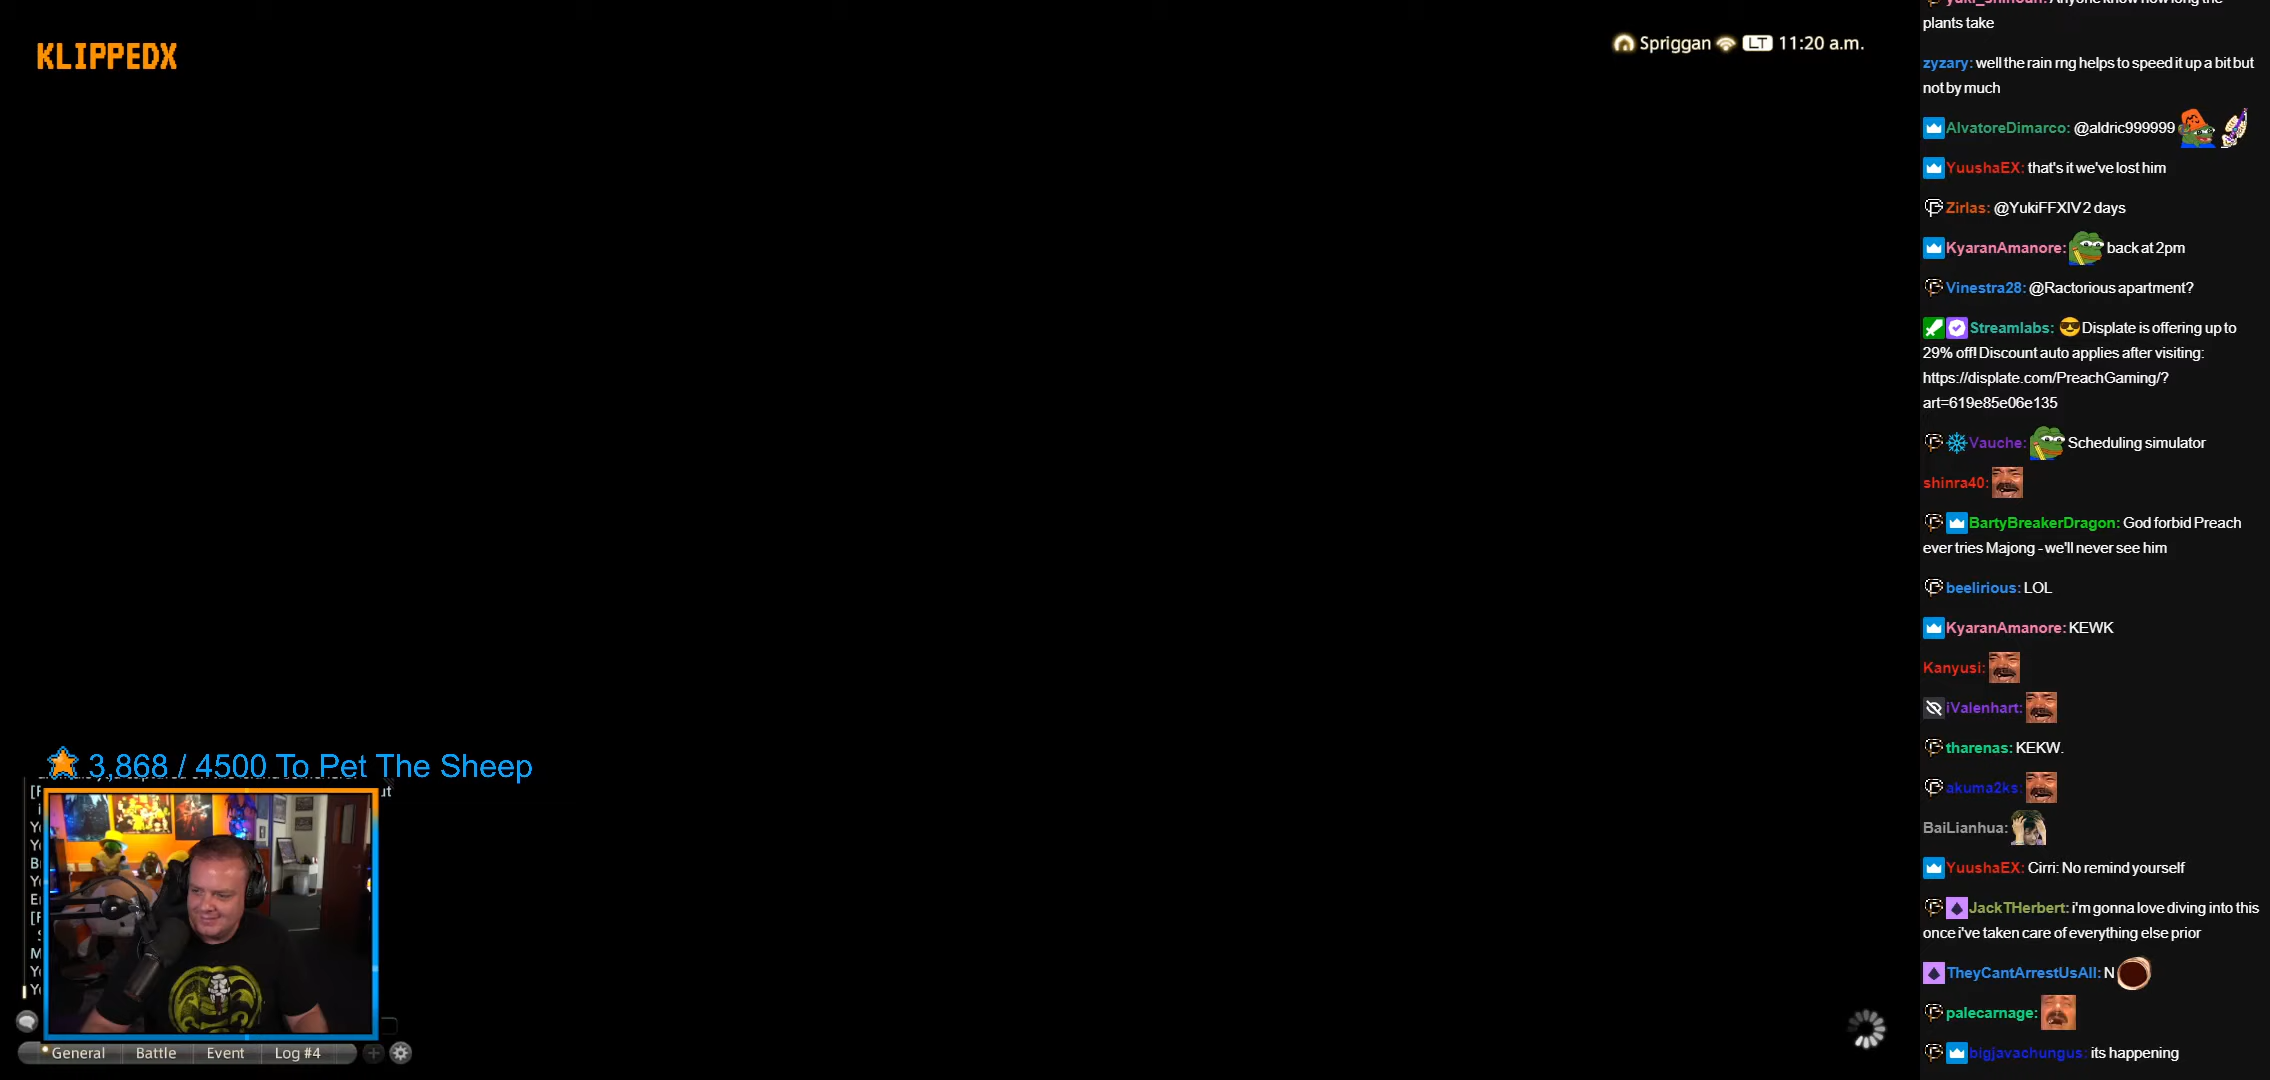 KLIPPEDX
Spriggan LT 11:20 a.m.
plants take
zyzary: well the rain rng helps to speed it up a bit but
not by much
AlvatoreDimarco: @aldric999999
YuushaEX: that's it we've lost him
Zirlas: @YukiFFXIV 2 days
KyaranAmanore: back at 2pm
Vinestra28: @Ractorious apartment?
Streamlabs: Displate is offering up to
29% off! Discount auto applies after visiting:
https://displate.com/PreachGaming/?
art=619e85e06e135
Vauche: Scheduling simulator
shinra40:
BartyBreakerDragon: God forbid Preach
ever tries Majong - we'll never see him
beelirious: LOL
KyaranAmanore: KEWK
Kanyusi:
iValenhart:
tharenas: KEKW.
akuma2ks:
BaiLianhua:
YuushaEX: Cirri: No remind yourself
JackTHerbert: i'm gonna love diving into this
once i've taken care of everything else prior
TheyCantArrestUsAll: N
palecarnage:
bigjavachungus: its happening
3,868 / 4500 To Pet The Sheep
General Battle Event Log #4